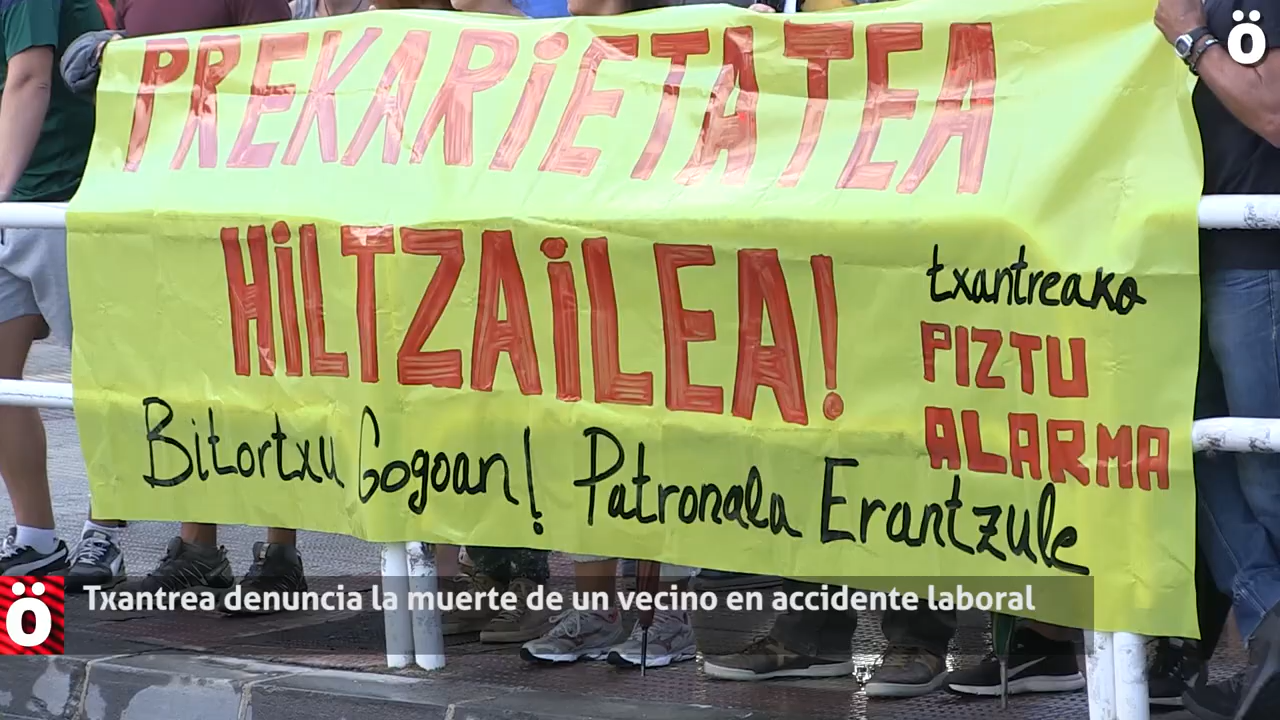 PREKARiETATEA
HiLTZAiLEA!
txantreako
PIZTU
ALARMA
Bitortxu Gogoan! Patronala Erantzule
ö
ö
Txantrea denuncia la muerte de un vecino en accidente laboral